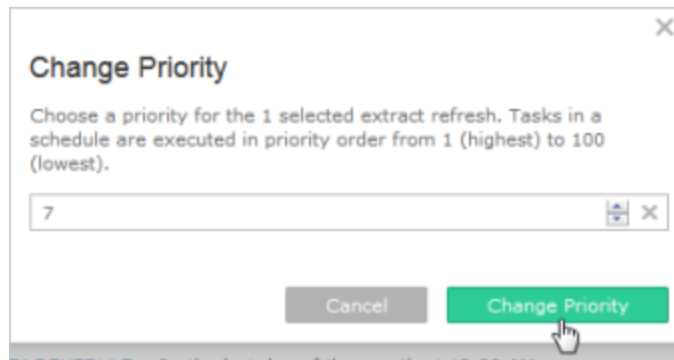 Change Priority
Choose a priority for the 1 selected extract refresh. Tasks in a
schedule are executed in priority order from 1 (highest) to 100
(lowest).
7
Cancel
Change Priority